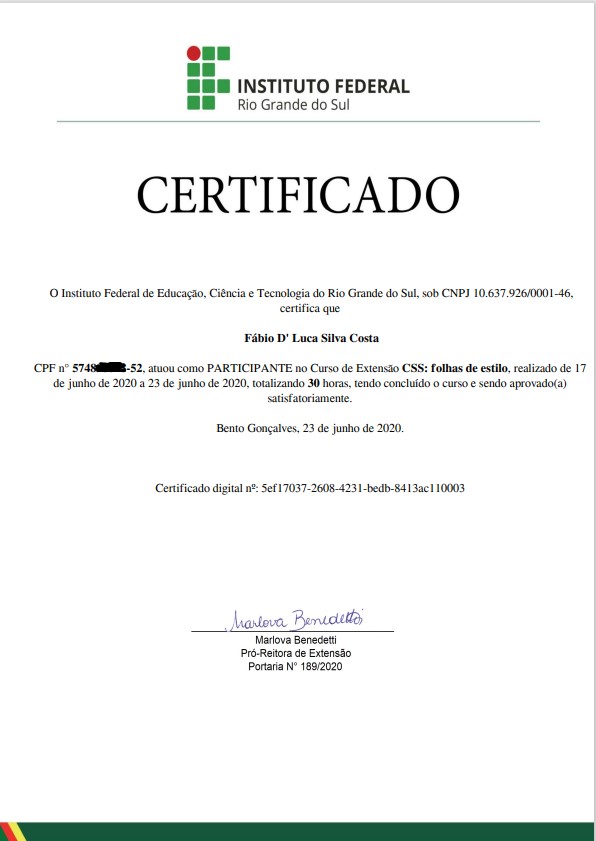 INSTITUTO FEDERAL
Rio Grande do Sul
CERTIFICADO
O Instituto Federal de Educação, Ciência e Tecnologia do Rio Grande do Sul, sob CNPJ 10.637.926/0001-46,
certifica que
Fábio D' Luca Silva Costa
CPF n° 5748 -52, atuou como PARTICIPANTE no Curso de Extensão CSS: folhas de estilo, realizado de 17
de junho de 2020 a 23 de junho de 2020, totalizando 30 horas, tendo concluído o curso e sendo aprovado(a)
satisfatoriamente.
Bento Gonçalves, 23 de junho de 2020.
Certificado digital nº: 5ef17037-2608-4231-bedb-8413ac110003
Marlova Benedetti
Marlova Benedetti
Pró-Reitora de Extensão
Portaria N° 189/2020